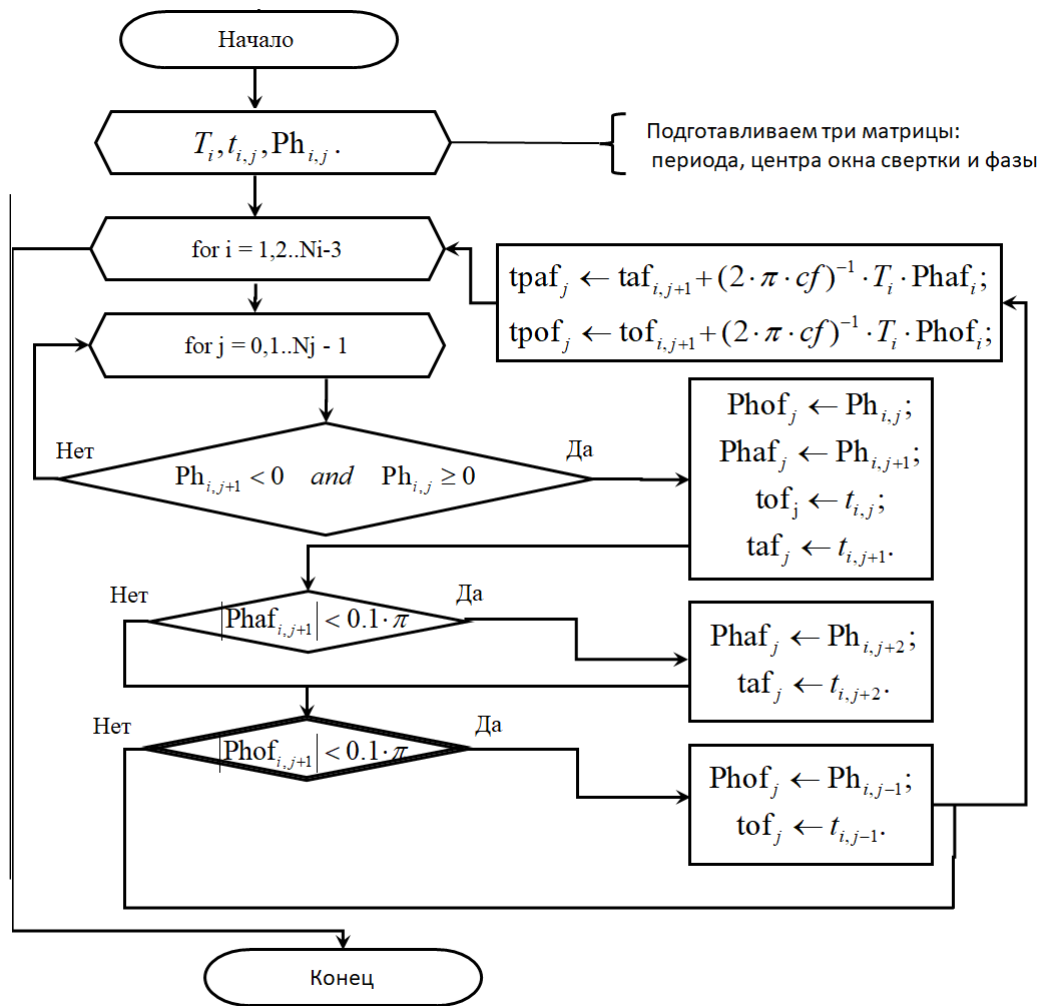 Начало
T_i, t_{i,j}, Ph_{i,j}.
Подготавливаем три матрицы:
периода, центра окна свертки и фазы
for i = 1,2..Ni-3
tpaf_j ← taf_{i,j+1} + (2·π·cf)^{-1}·T_i·Phaf_i;
tpof_j ← tof_{i,j+1} + (2·π·cf)^{-1}·T_i·Phof_i;
for j = 0,1..Nj - 1
Нет
Да
Ph_{i,j+1} < 0 and Ph_{i,j} ≥ 0
Phof_j ← Ph_{i,j};
Phaf_j ← Ph_{i,j+1};
tof_j ← t_{i,j};
taf_j ← t_{i,j+1}.
Нет
Да
|Phaf_{i,j+1}| < 0.1·π
Phaf_j ← Ph_{i,j+2};
taf_j ← t_{i,j+2}.
Нет
Да
|Phof_{i,j+1}| < 0.1·π
Phof_j ← Ph_{i,j−1};
tof_j ← t_{i,j−1}.
Конец